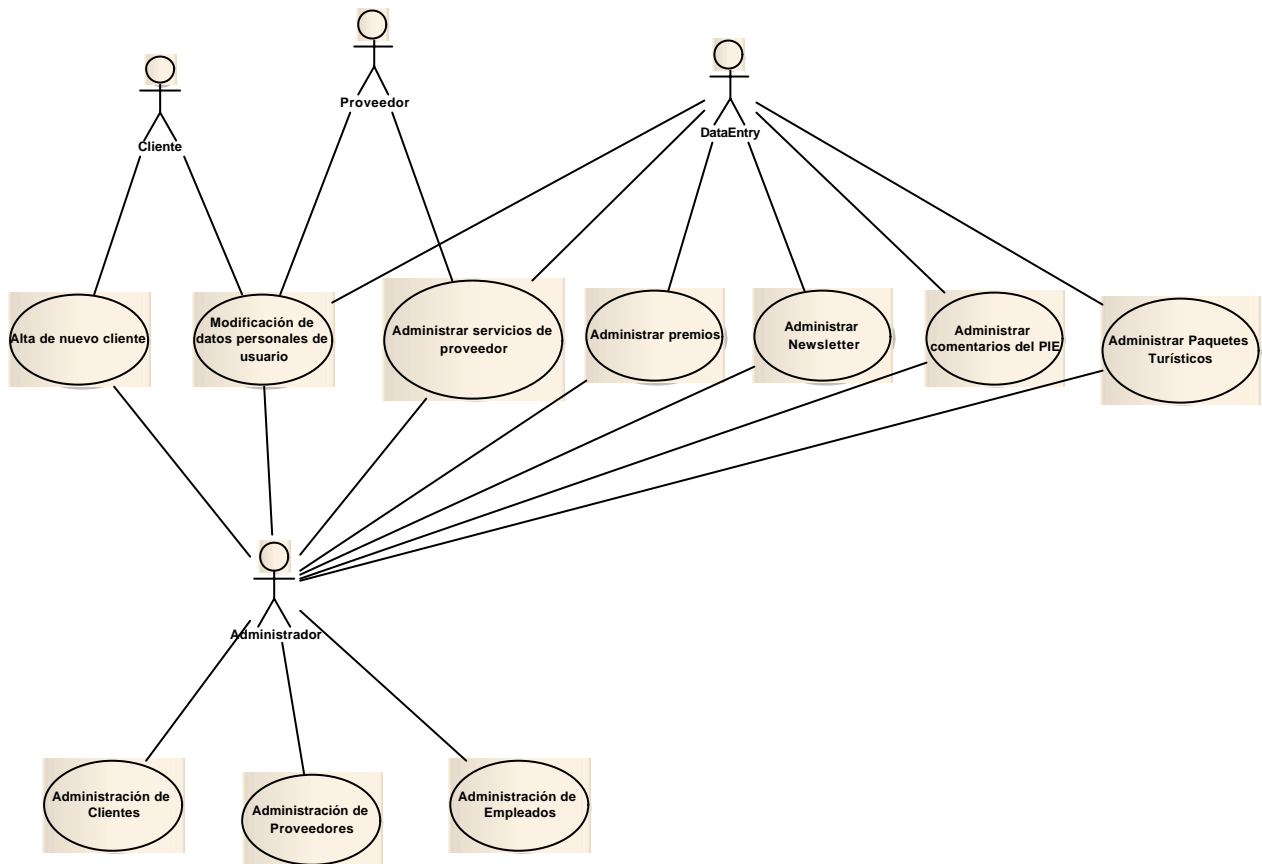 Proveedor
Cliente
DataEntry
Alta de nuevo cliente
Modificación de
datos personales de
usuario
Administrar servicios de
proveedor
Administrar premios
Administrar
Newsletter
Administrar
comentarios del PIE
Administrar Paquetes
Turísticos
Administrador
Administración de
Clientes
Administración de
Proveedores
Administración de
Empleados